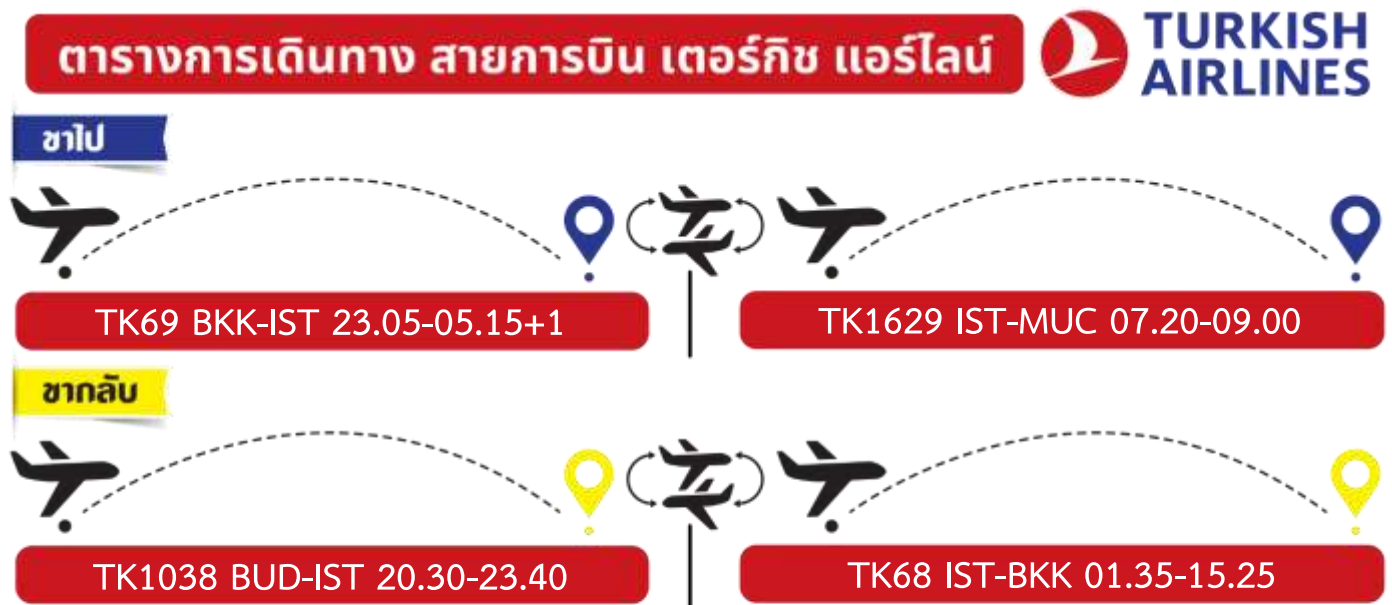 ตารางการเดินทาง สายการบิน เตอร์กิช แอร์ไลน์
TURKISH
AIRLINES
ขาไป
TK69 BKK-IST 23.05-05.15+1
TK1629 IST-MUC 07.20-09.00
ขากลับ
TK1038 BUD-IST 20.30-23.40
TK68 IST-BKK 01.35-15.25